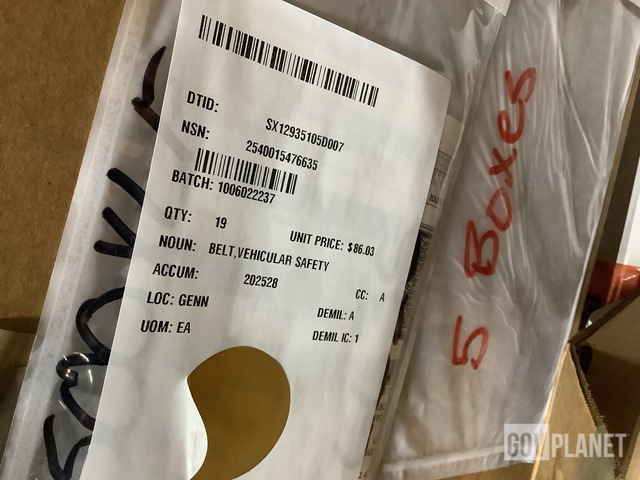 DTID: SX12935105D007
NSN: 2540015476635
BATCH: 1006022237
QTY: 19 UNIT PRICE: $86.03
NOUN: BELT,VEHICULAR SAFETY
ACCUM: 202528 CC: A
LOC: GENN DEMIL: A
UOM: EA DEMIL IC: 1
5 Boxes
GOVPLANET